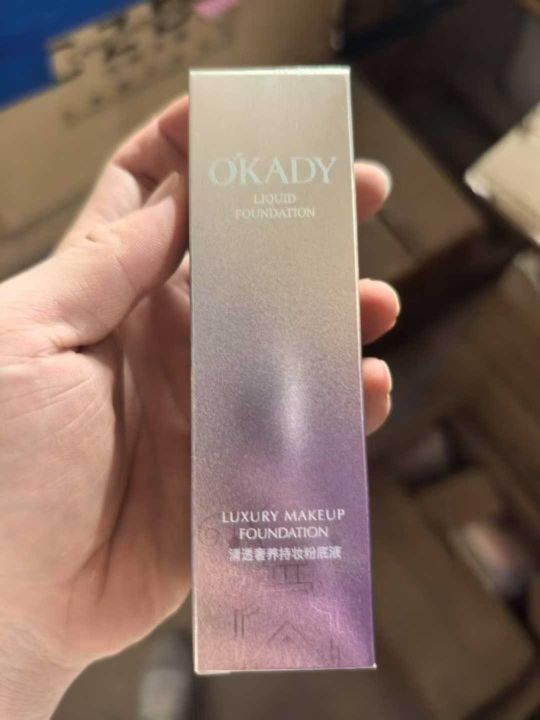 O'KADY
LIQUID
FOUNDATION
LUXURY MAKEUP
FOUNDATION
清透奢养持妆粉底液